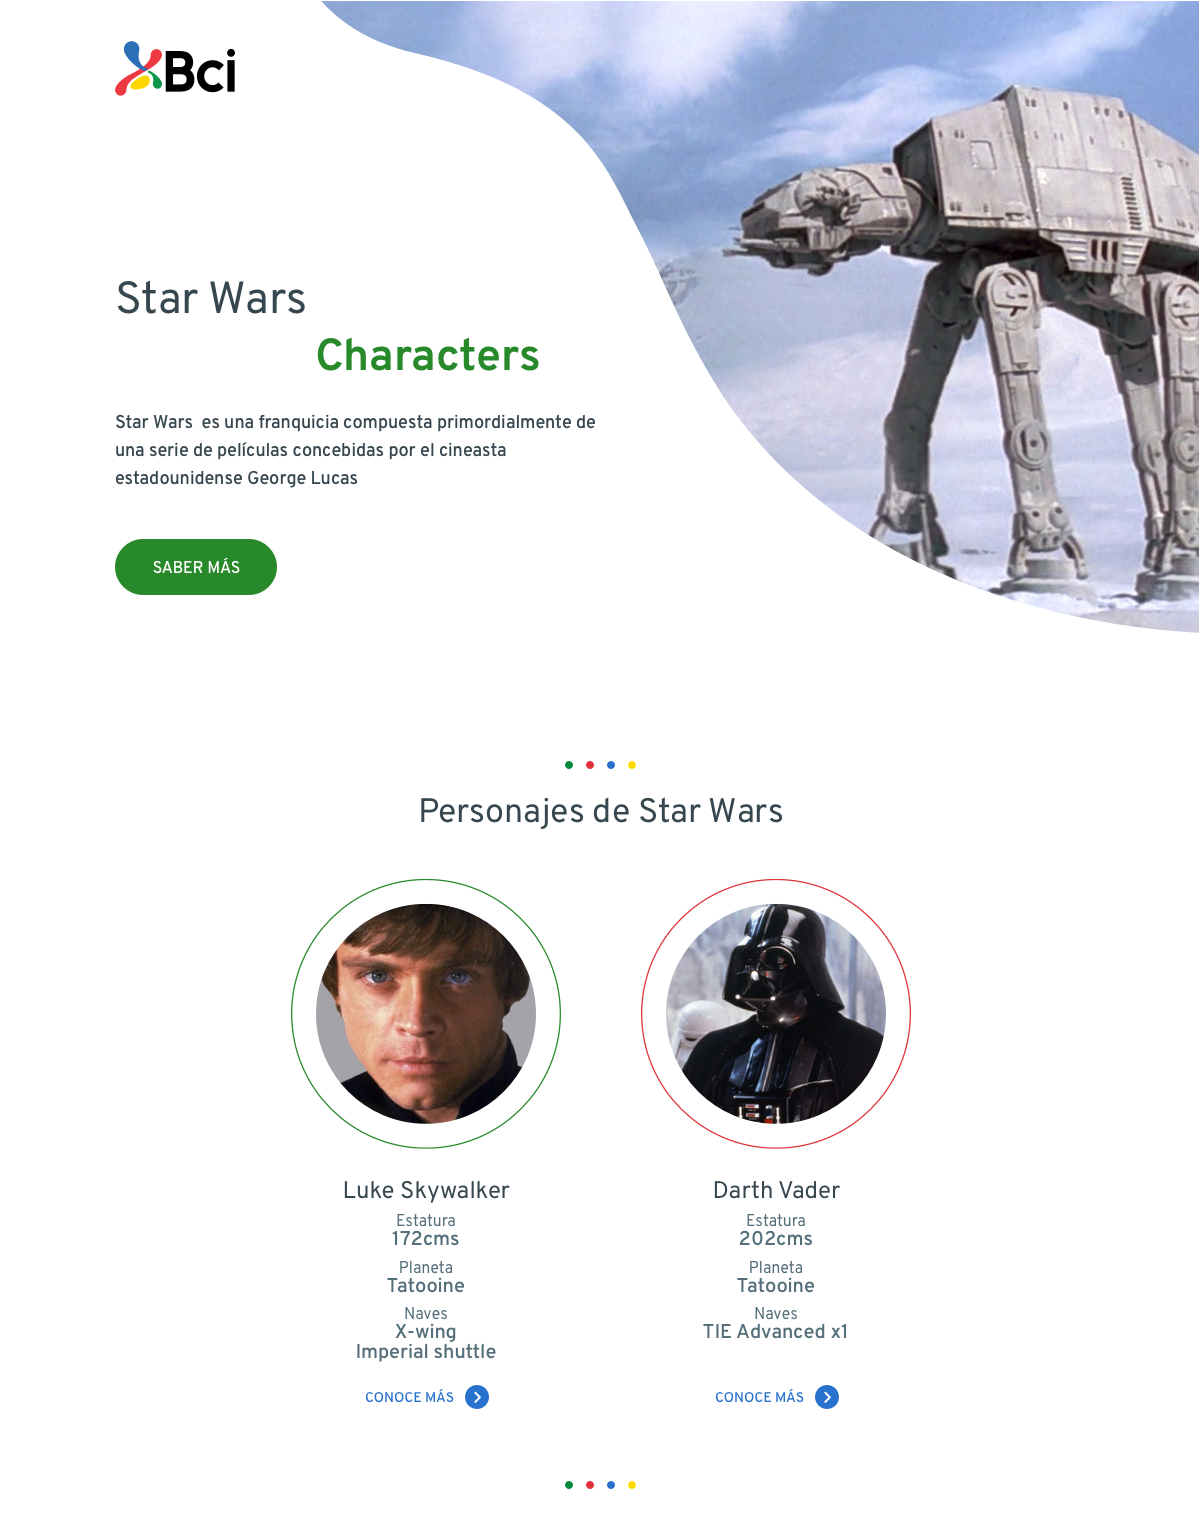 Bci
Star Wars
Characters
Star Wars  es una franquicia compuesta primordialmente de
una serie de películas concebidas por el cineasta
estadounidense George Lucas
SABER MÁS
Personajes de Star Wars
Luke Skywalker
Estatura
172cms
Planeta
Tatooine
Naves
X-wing
Imperial shuttle
CONOCE MÁS
Darth Vader
Estatura
202cms
Planeta
Tatooine
Naves
TIE Advanced x1
CONOCE MÁS